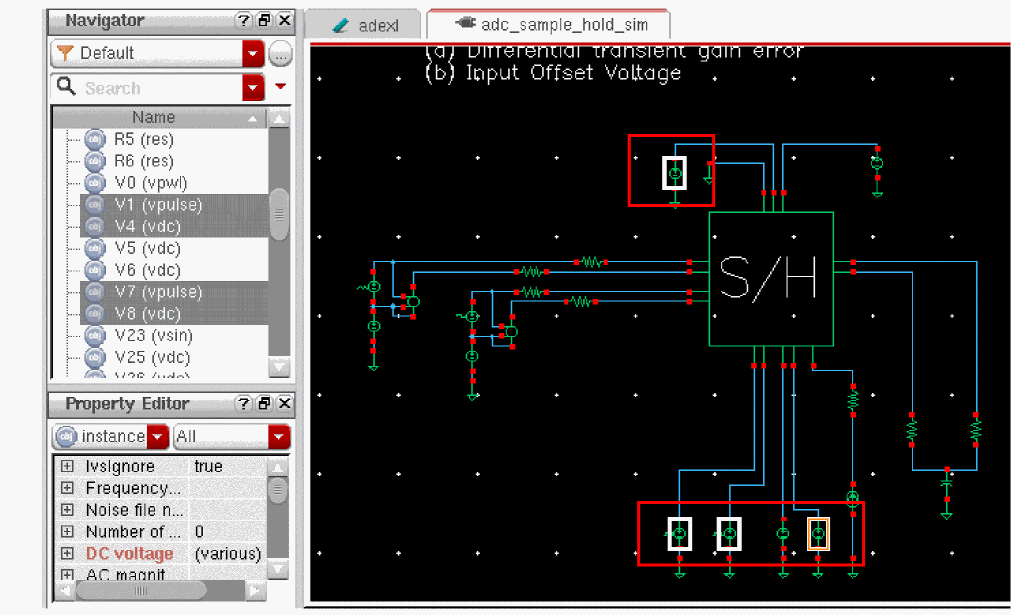 Navigator
Default
...
Search
Name
R5 (res)
R6 (res)
V0 (vpwl)
V1 (vpulse)
V4 (vdc)
V5 (vdc)
V6 (vdc)
V7 (vpulse)
V8 (vdc)
V23 (vsin)
V25 (vdc)
V26 (vdc)
Property Editor
instance All
lvsIgnore true
Frequency...
Noise file n...
Number of ... 0
DC voltage (various)
AC magnit
adexl adc_sample_hold_sim
(a) Differential transient gain error
(b) Input Offset Voltage
S/H